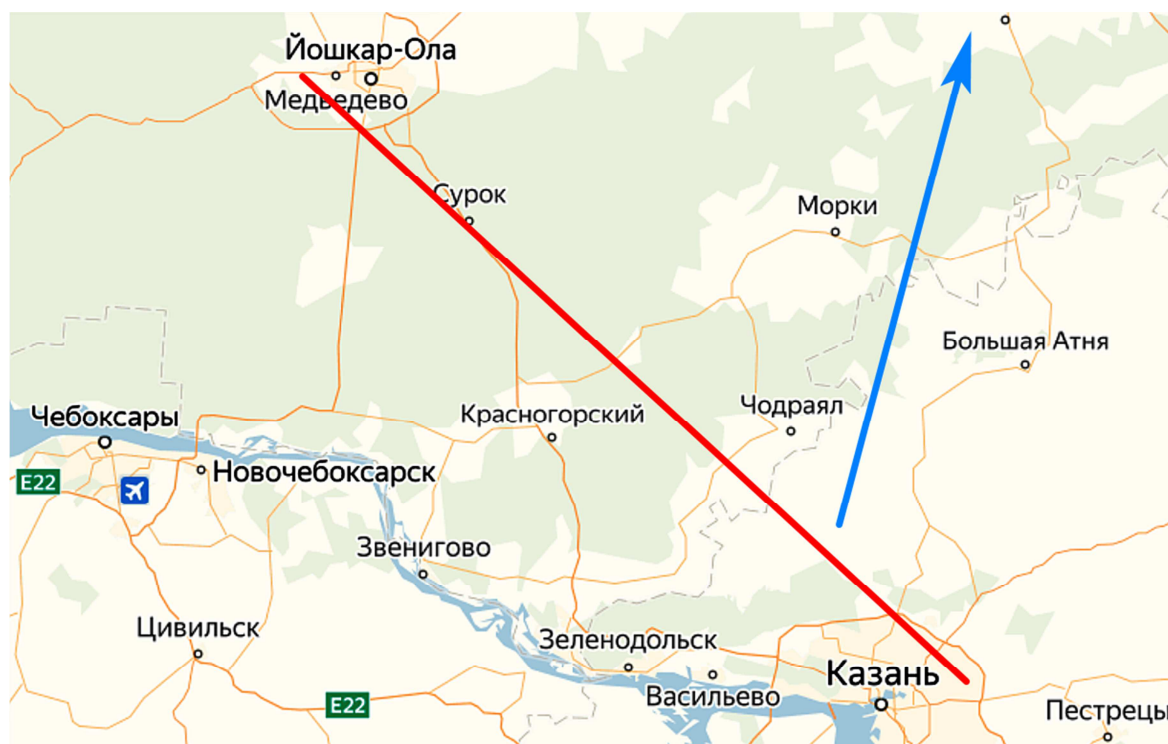 Йошкар-Ола
Медведево
Сурок
Морки
Большая Атня
Чебоксары
Красногорский
Чодраял
Новочебоксарск
E22
Звенигово
Цивильск
Зеленодольск
Казань
Васильево
E22
Пестрецы